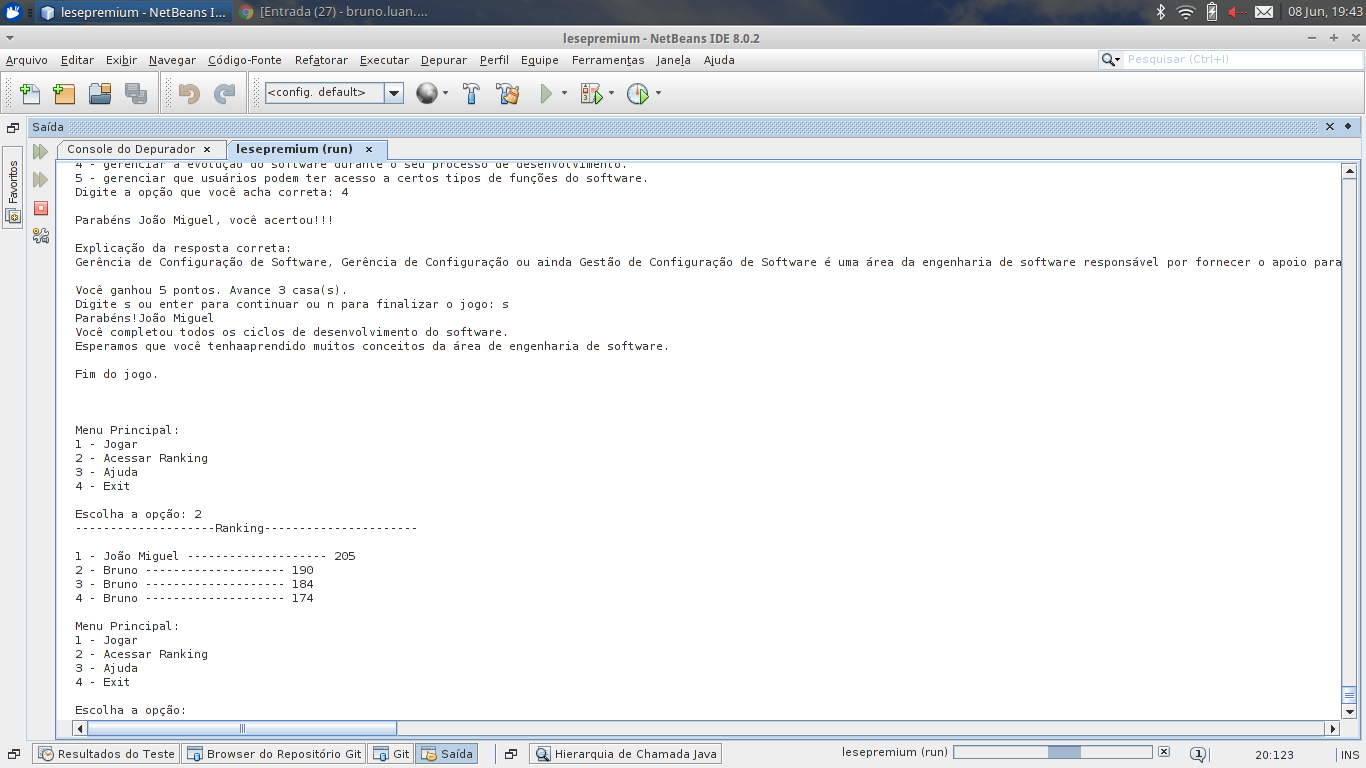 lesepremium - NetBeans I... [Entrada (27) - bruno.luan.... 08 Jun, 19:43
lesepremium - NetBeans IDE 8.0.2
Arquivo Editar Exibir Navegar Código-Fonte Refatorar Executar Depurar Perfil Equipe Ferramentas Janela Ajuda Pesquisar (Ctrl+I)
<config. default>
Saída
Console do Depurador lesepremium (run)
Favoritos
4 - gerenciar a evolução do software durante o seu processo de desenvolvimento.
5 - gerenciar que usuários podem ter acesso a certos tipos de funções do software.
Digite a opção que você acha correta: 4
Parabéns João Miguel, você acertou!!!
Explicação da resposta correta:
Gerência de Configuração de Software, Gerência de Configuração ou ainda Gestão de Configuração de Software é uma área da engenharia de software responsável por fornecer o apoio para
Você ganhou 5 pontos. Avance 3 casa(s).
Digite s ou enter para continuar ou n para finalizar o jogo: s
Parabéns!João Miguel
Você completou todos os ciclos de desenvolvimento do software.
Esperamos que você tenhaaprendido muitos conceitos da área de engenharia de software.
Fim do jogo.
Menu Principal:
1 - Jogar
2 - Acessar Ranking
3 - Ajuda
4 - Exit
Escolha a opção: 2
--------------------Ranking----------------------
1 - João Miguel -------------------- 205
2 - Bruno -------------------- 190
3 - Bruno -------------------- 184
4 - Bruno -------------------- 174
Menu Principal:
1 - Jogar
2 - Acessar Ranking
3 - Ajuda
4 - Exit
Escolha a opção:
Resultados do Teste Browser do Repositório Git Git Saída Hierarquia de Chamada Java lesepremium (run) 1 20:123 INS